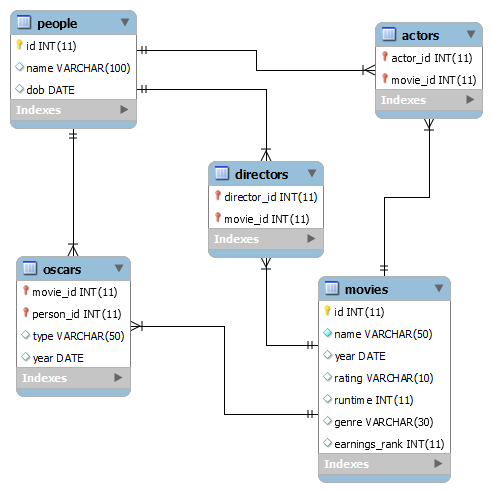 people
id INT(11)
name VARCHAR(100)
dob DATE
Indexes
actors
actor_id INT(11)
movie_id INT(11)
Indexes
directors
director_id INT(11)
movie_id INT(11)
Indexes
oscars
movie_id INT(11)
person_id INT(11)
type VARCHAR(50)
year DATE
Indexes
movies
id INT(11)
name VARCHAR(50)
year DATE
rating VARCHAR(10)
runtime INT(11)
genre VARCHAR(30)
earnings_rank INT(11)
Indexes